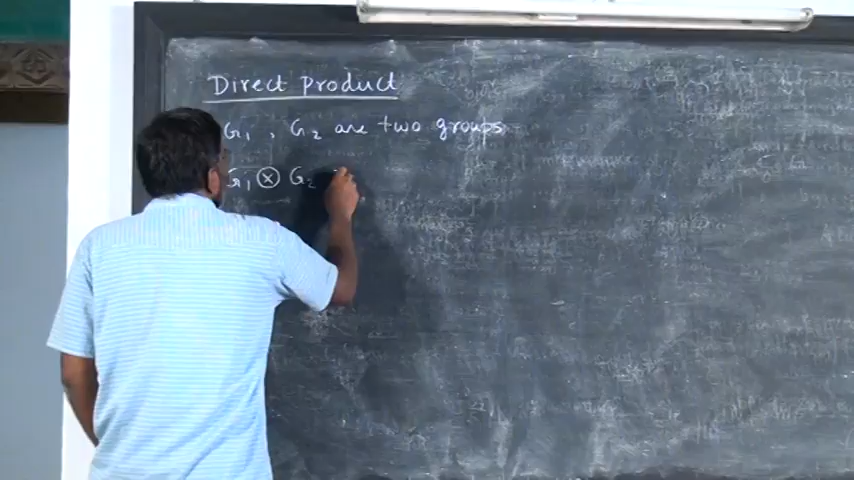 Direct Product
G₁, G₂ are two groups
G₁ ⊗ G₂